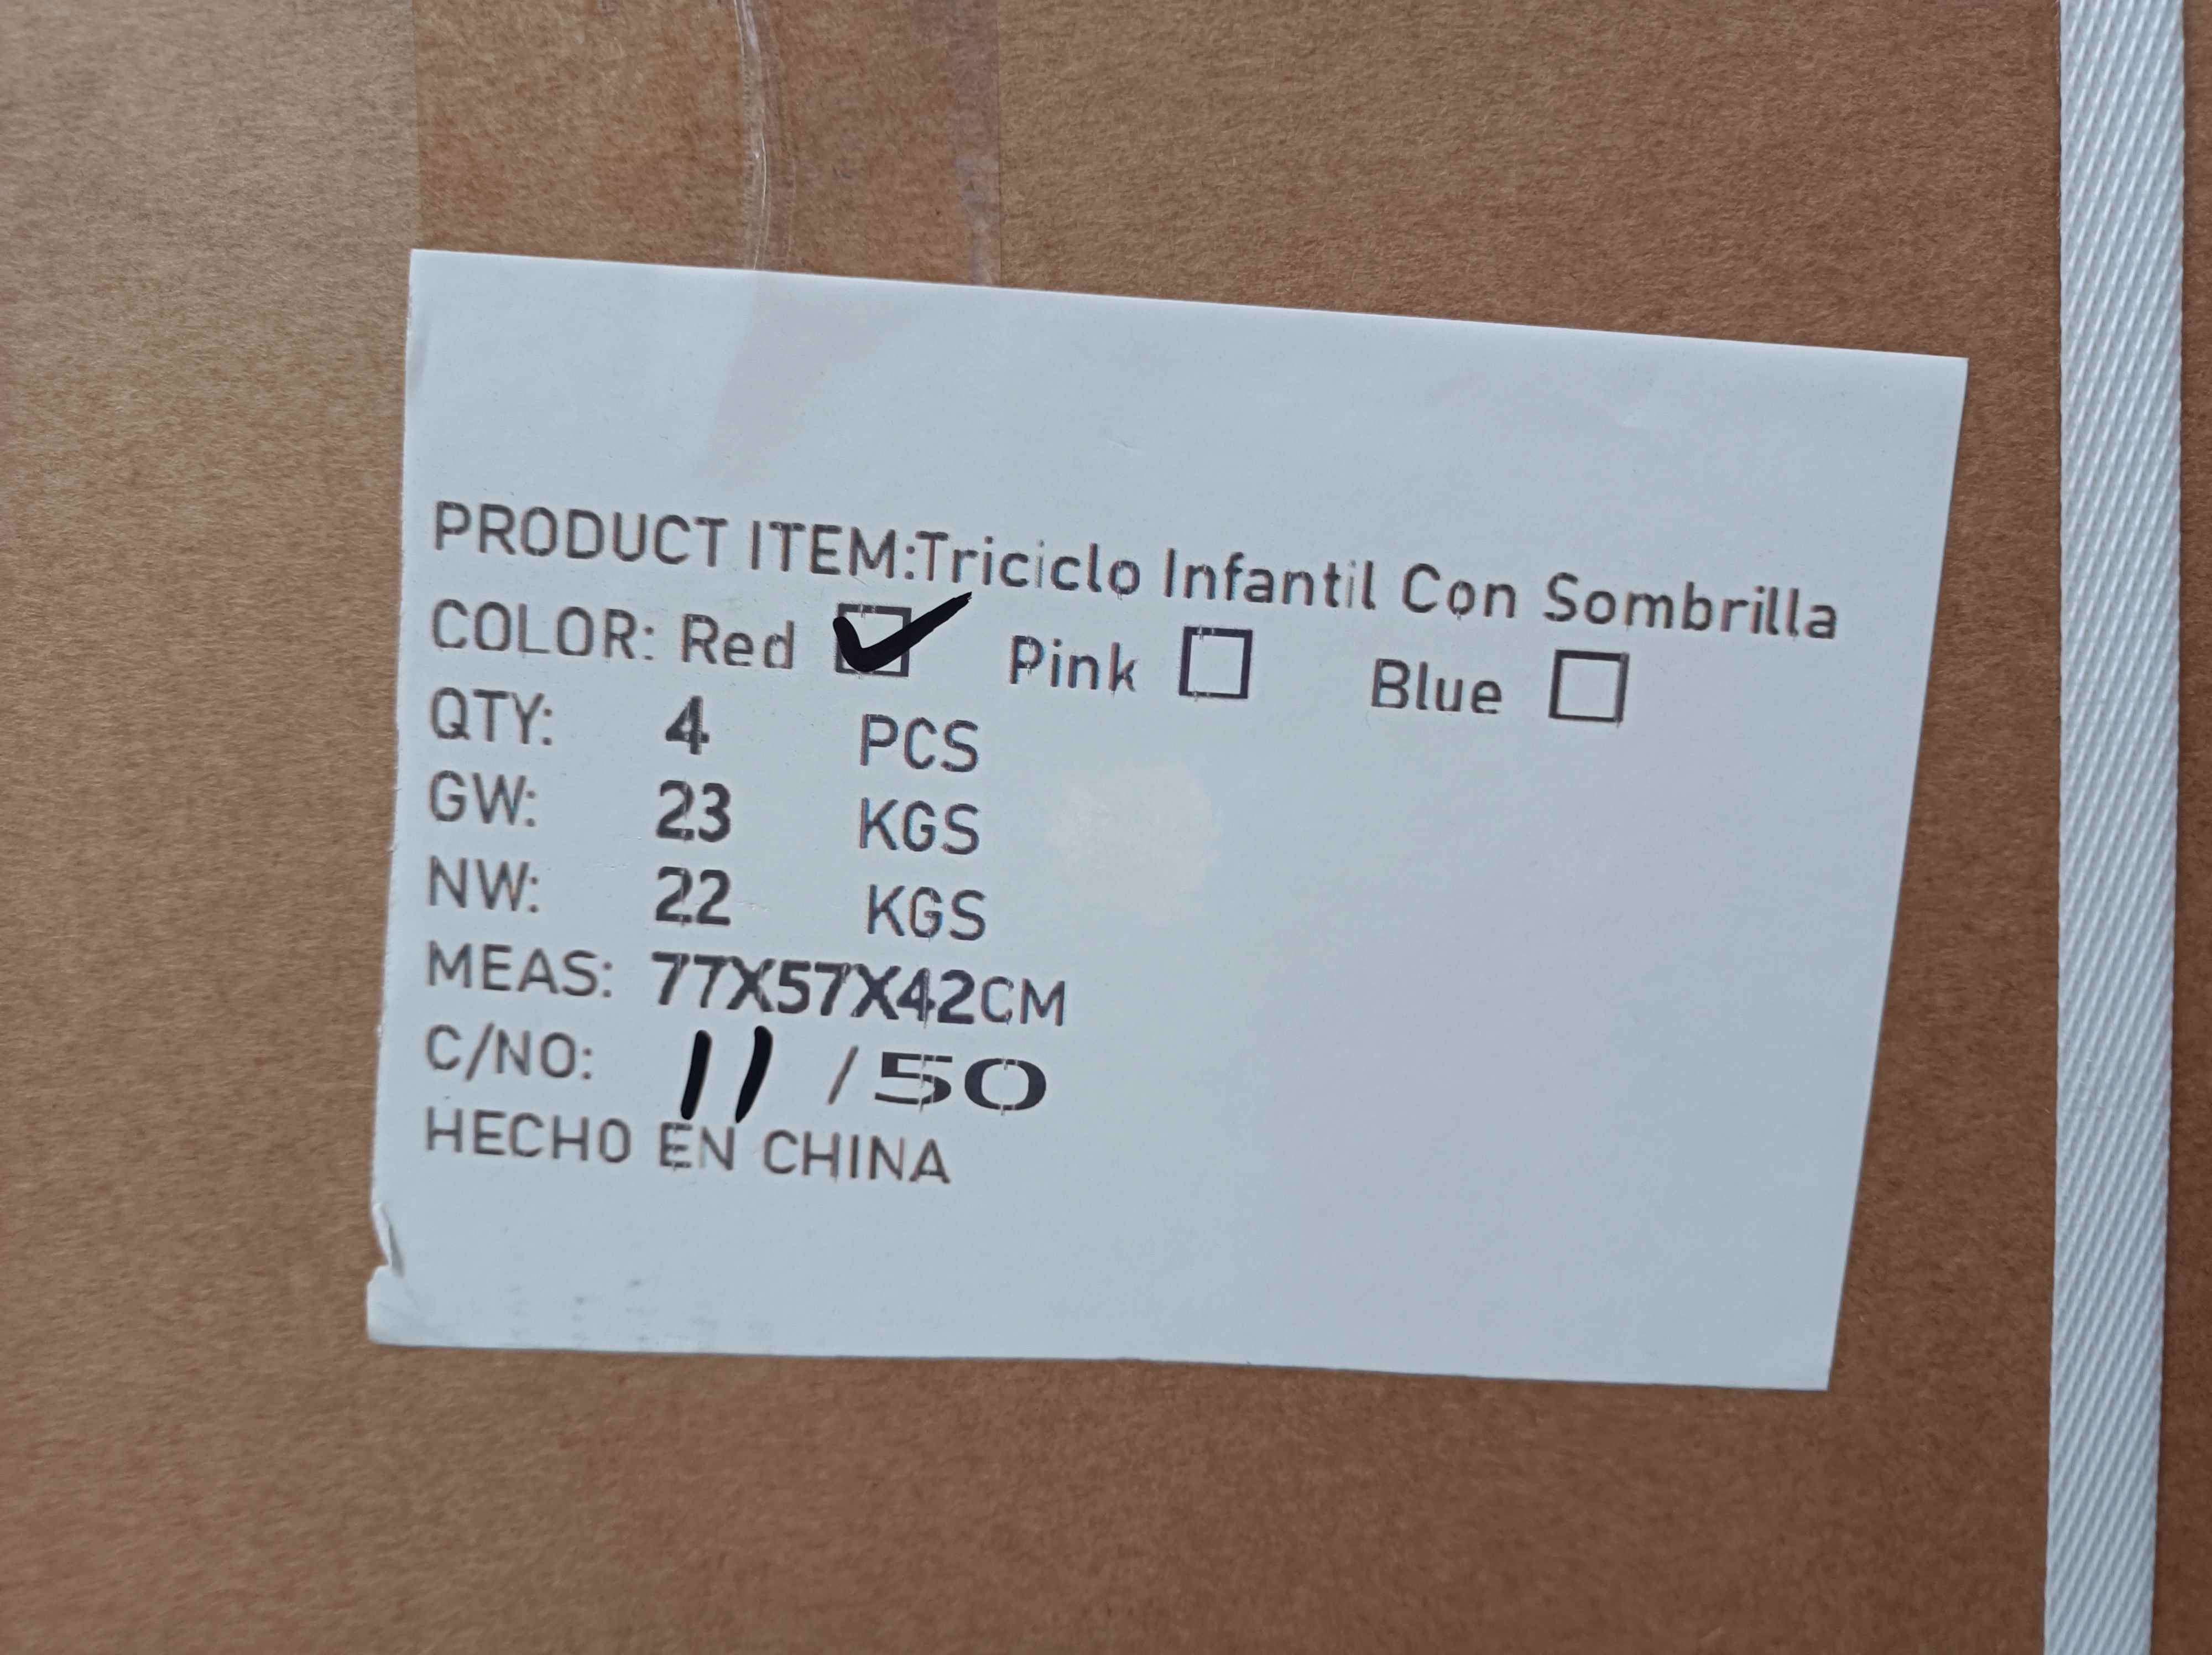 PRODUCT ITEM:Triciclo Infantil Con Sombrilla
COLOR: Red ☑ Pink ☐ Blue ☐
QTY: 4 PCS
GW: 23 KGS
NW: 22 KGS
MEAS: 77X57X42CM
C/NO: 11 /50
HECHO EN CHINA